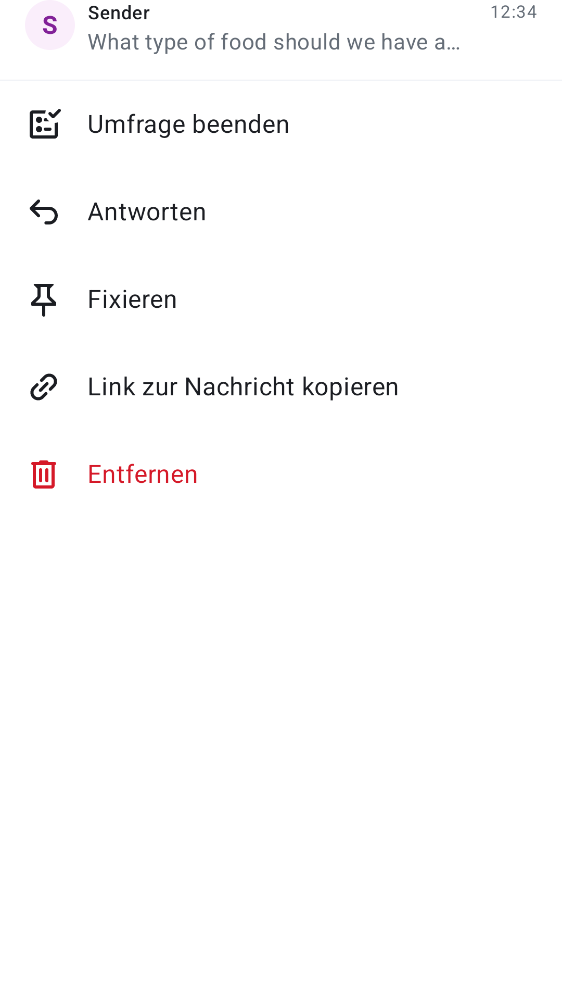 S
Sender
12:34
What type of food should we have a…
Umfrage beenden
Antworten
Fixieren
Link zur Nachricht kopieren
Entfernen